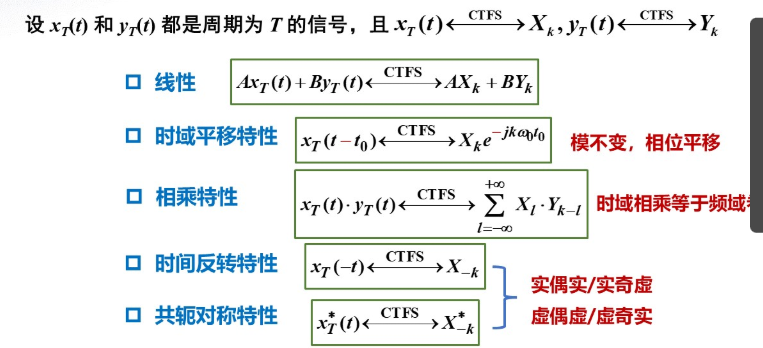 设 x_T(t) 和 y_T(t) 都是周期为 T 的信号，且 x_T(t) ←CTFS→ X_k, y_T(t) ←CTFS→ Y_k
线性 Ax_T(t) + By_T(t) ←CTFS→ AX_k + BY_k
时域平移特性 x_T(t−t_0) ←CTFS→ X_k e^{−jkω_0t_0} 模不变，相位平移
相乘特性 x_T(t)·y_T(t) ←CTFS→ ∑_{l=−∞}^{+∞} X_l·Y_{k−l} 时域相乘等于频域
时间反转特性 x_T(−t) ←CTFS→ X_{−k}
实偶实/实奇虚
虚偶虚/虚奇实
共轭对称特性 x_T^*(t) ←CTFS→ X_{−k}^*